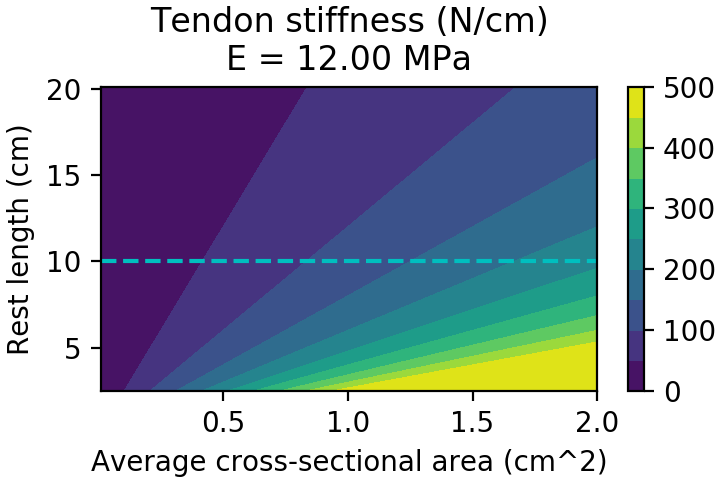 Tendon stiffness (N/cm)
E = 12.00 MPa
20
15
10
5
Rest length (cm)
0.5 1.0 1.5 2.0
Average cross-sectional area (cm^2)
500
400
300
200
100
0